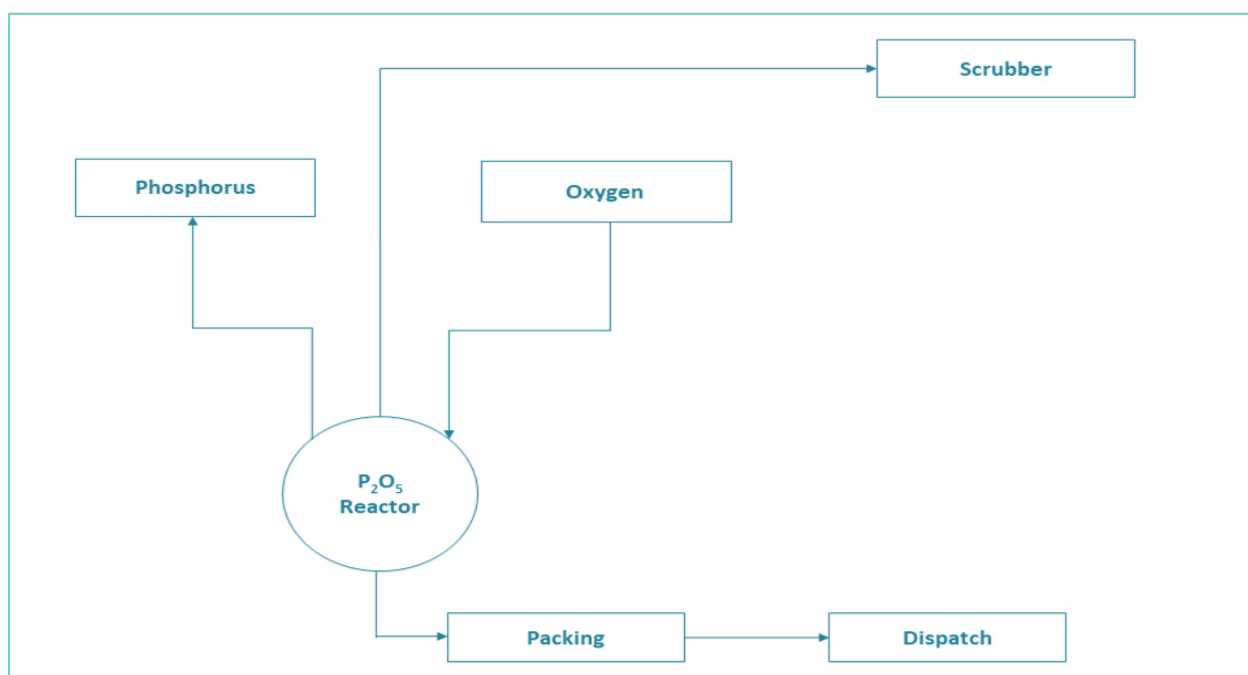 Scrubber
Phosphorus
Oxygen
P₂O₅
Reactor
Packing
Dispatch